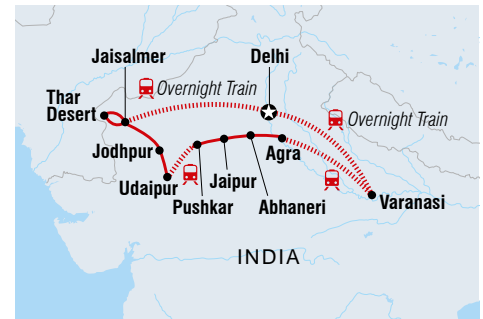 Jaisalmer
Delhi
Overnight Train
Thar
Desert
Overnight Train
Jodhpur
Agra
Udaipur
Jaipur
Pushkar
Abhaneri
Varanasi
INDIA